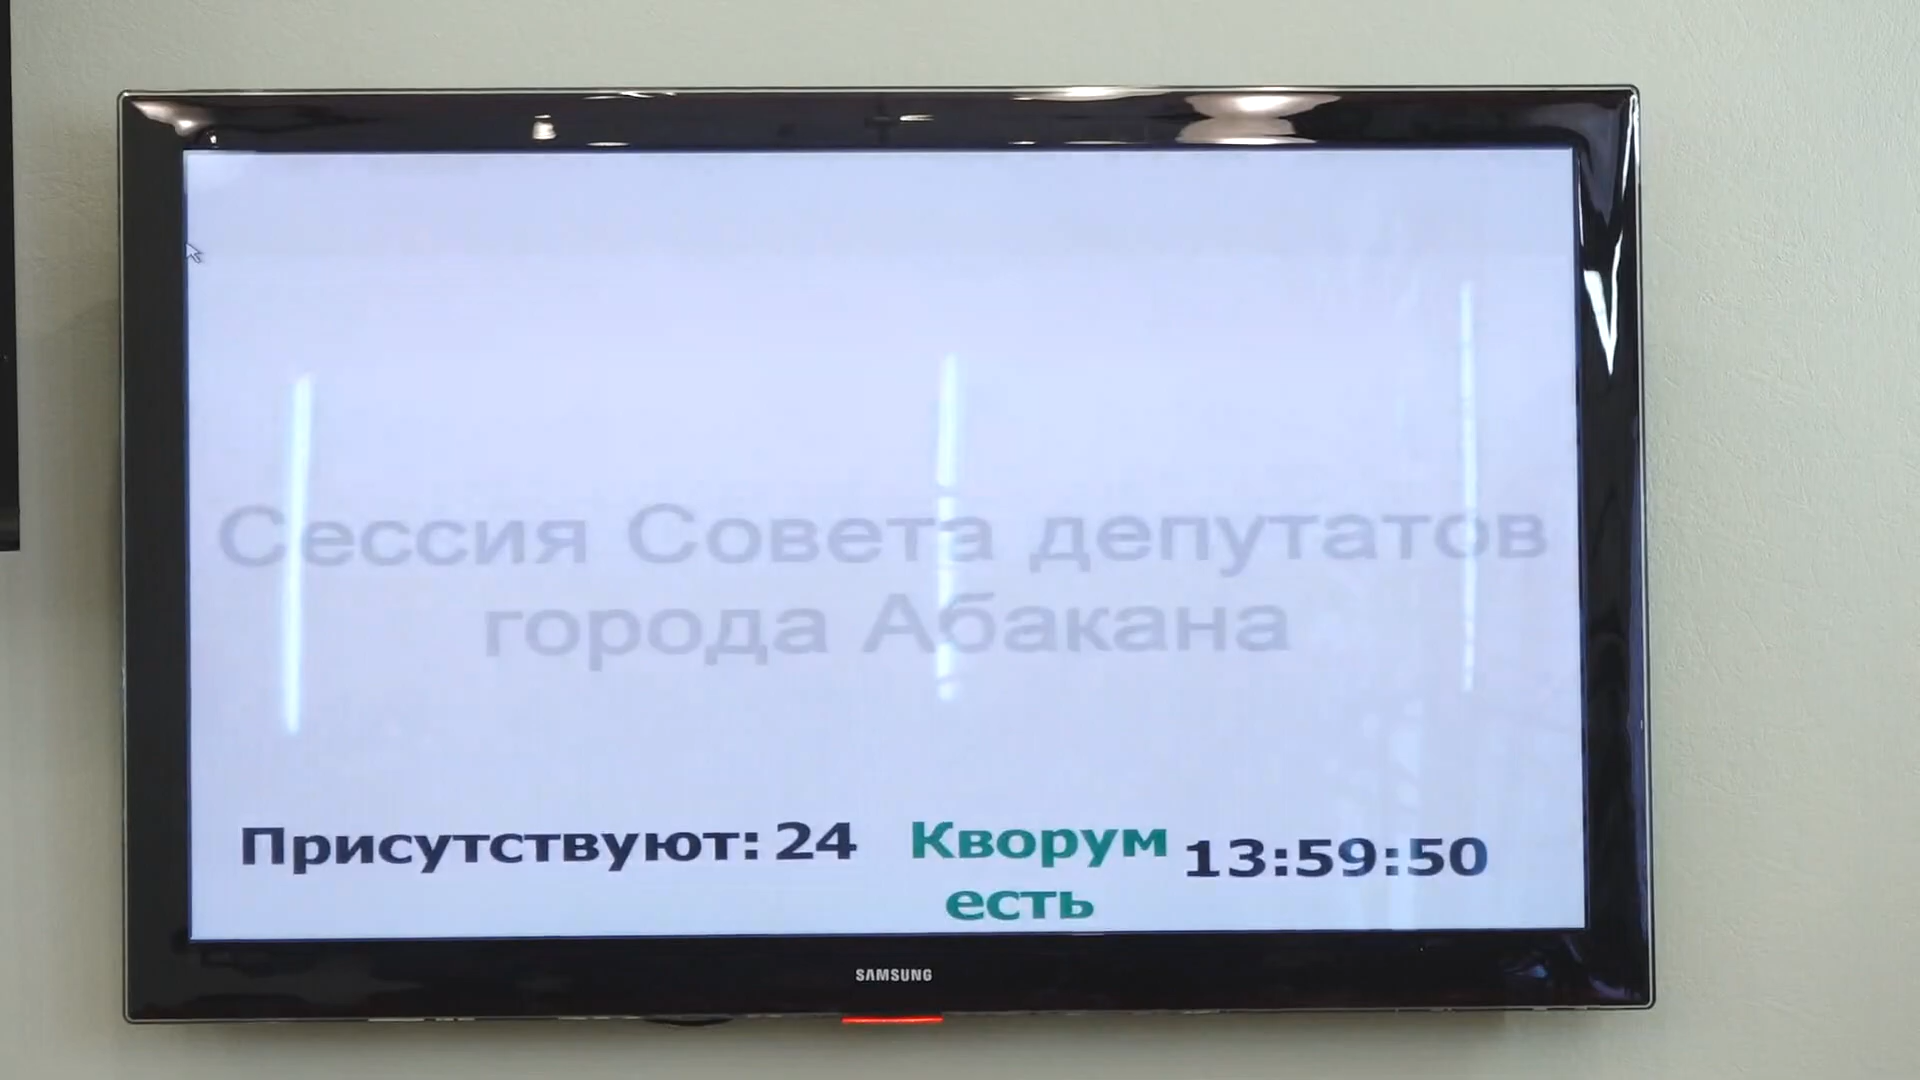 Сессия Совета депутатов
города Абакана
Присутствуют: 24 Кворум 13:59:50
есть
SAMSUNG